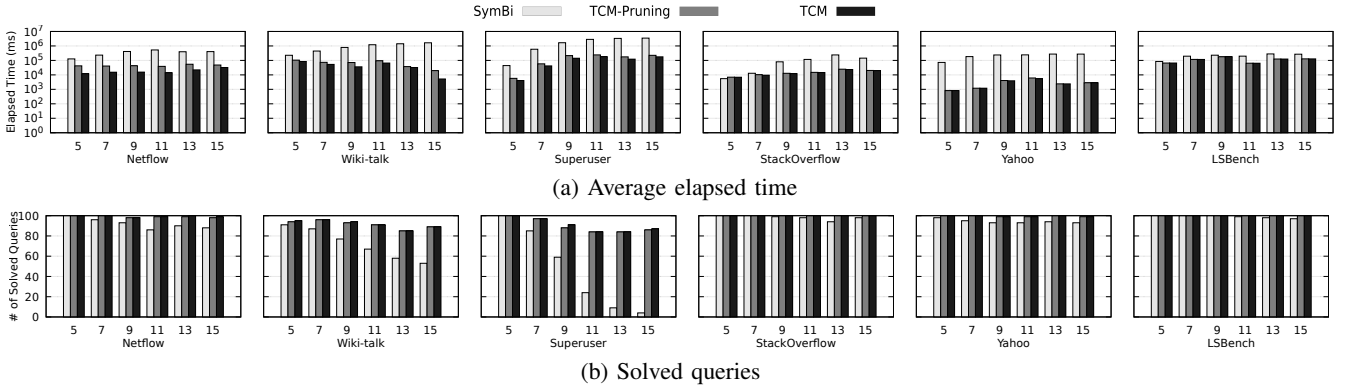 SymBi TCM-Pruning TCM
Elapsed Time (ms)
10^7
10^6
10^5
10^4
10^3
10^2
10^1
10^0
5 7 9 11 13 15
Netflow
5 7 9 11 13 15
Wiki-talk
5 7 9 11 13 15
Superuser
5 7 9 11 13 15
StackOverflow
5 7 9 11 13 15
Yahoo
5 7 9 11 13 15
LSBench
(a) Average elapsed time
# of Solved Queries
100
80
60
40
20
0
5 7 9 11 13 15
Netflow
5 7 9 11 13 15
Wiki-talk
5 7 9 11 13 15
Superuser
5 7 9 11 13 15
StackOverflow
5 7 9 11 13 15
Yahoo
5 7 9 11 13 15
LSBench
(b) Solved queries